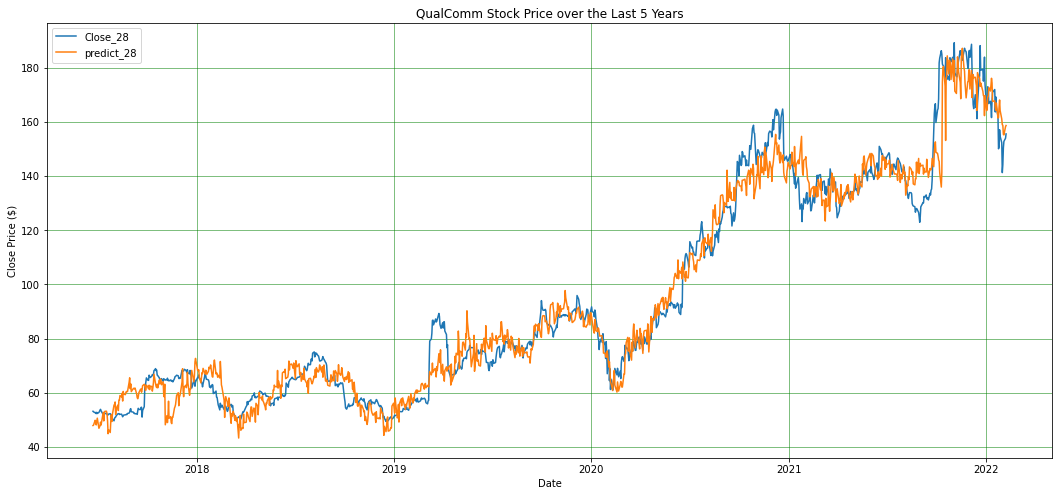 QualComm Stock Price over the Last 5 Years
Close_28
predict_28
Close Price ($)
180
160
140
120
100
80
60
40
2018
2019
2020
2021
2022
Date